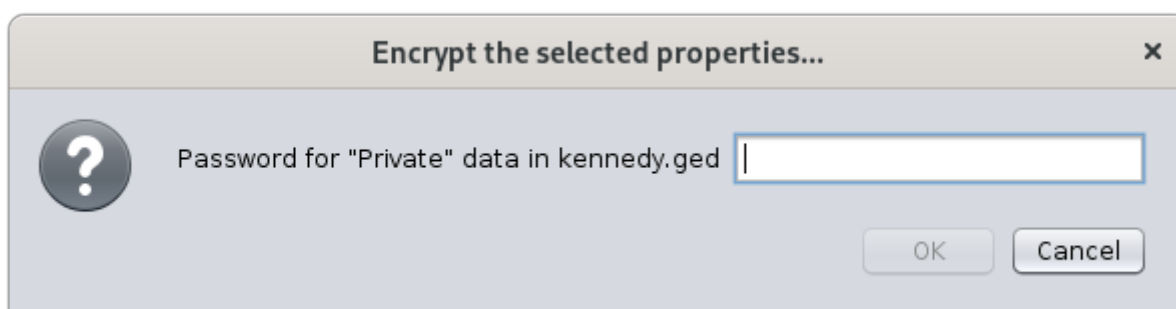 Encrypt the selected properties...
Password for "Private" data in kennedy.ged
OK Cancel